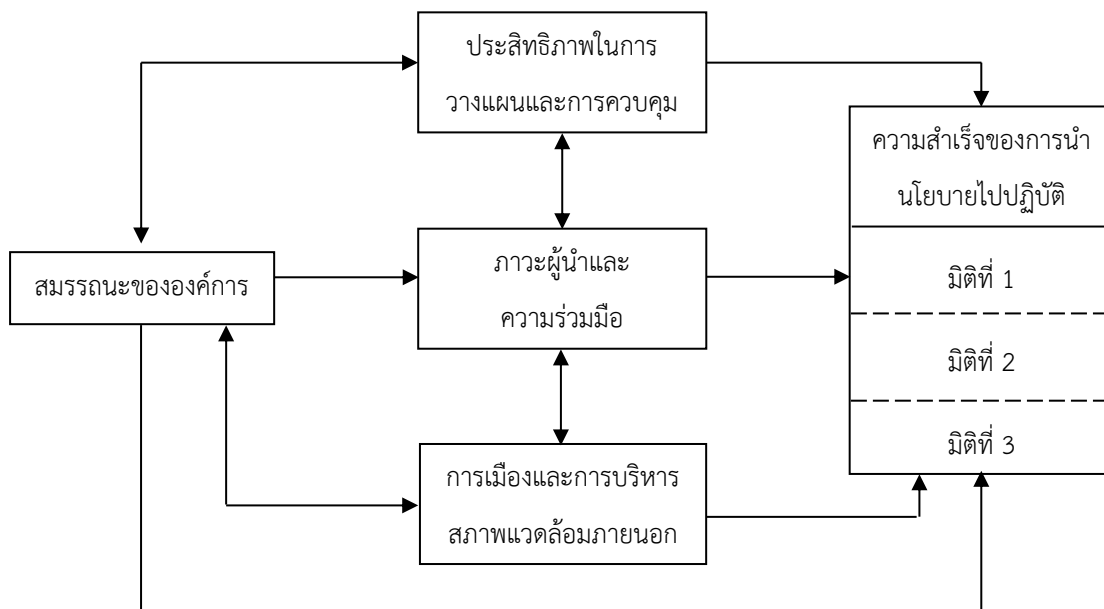 ประสิทธิภาพในการ
วางแผนและการควบคุม
ความสำเร็จของการนำ
นโยบายไปปฏิบัติ
สมรรถนะขององค์การ
ภาวะผู้นำและ
ความร่วมมือ
มิติที่ 1
มิติที่ 2
มิติที่ 3
การเมืองและการบริหาร
สภาพแวดล้อมภายนอก